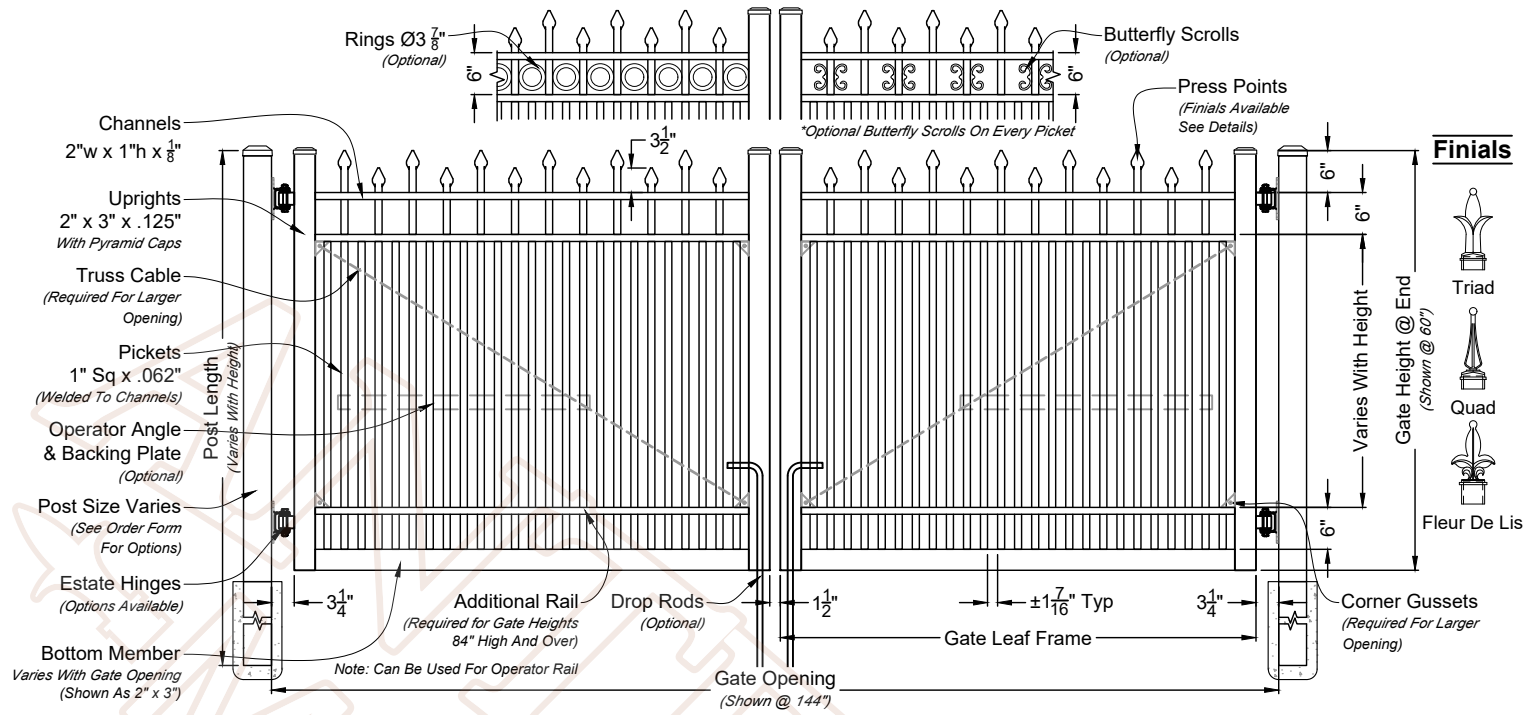 Rings Ø3 7/8"
(Optional)
6"
Butterfly Scrolls
(Optional)
6"
Press Points
(Finials Available
See Details)
*Optional Butterfly Scrolls On Every Picket
Channels
2"w x 1"h x 1/8"
3 1/2"
Uprights
2" x 3" x .125"
With Pyramid Caps
Truss Cable
(Required For Larger
Opening)
Pickets
1" Sq x .062"
(Welded To Channels)
Operator Angle
& Backing Plate
(Optional)
Post Size Varies
(See Order Form
For Options)
Estate Hinges
(Options Available)
Bottom Member
Varies With Gate Opening
(Shown As 2" x 3")
Post Length
(Varies With Height)
3 1/4"
Additional Rail
(Required for Gate Heights
84" High And Over)
Note: Can Be Used For Operator Rail
Drop Rods
(Optional)
1 1/2"
±1 7/16" Typ
3 1/4"
Gate Leaf Frame
Gate Opening
(Shown @ 144")
6"
6"
Varies With Height
6"
Gate Height @ End
(Shown @ 60")
Corner Gussets
(Required For Larger
Opening)
Finials
Triad
Quad
Fleur De Lis